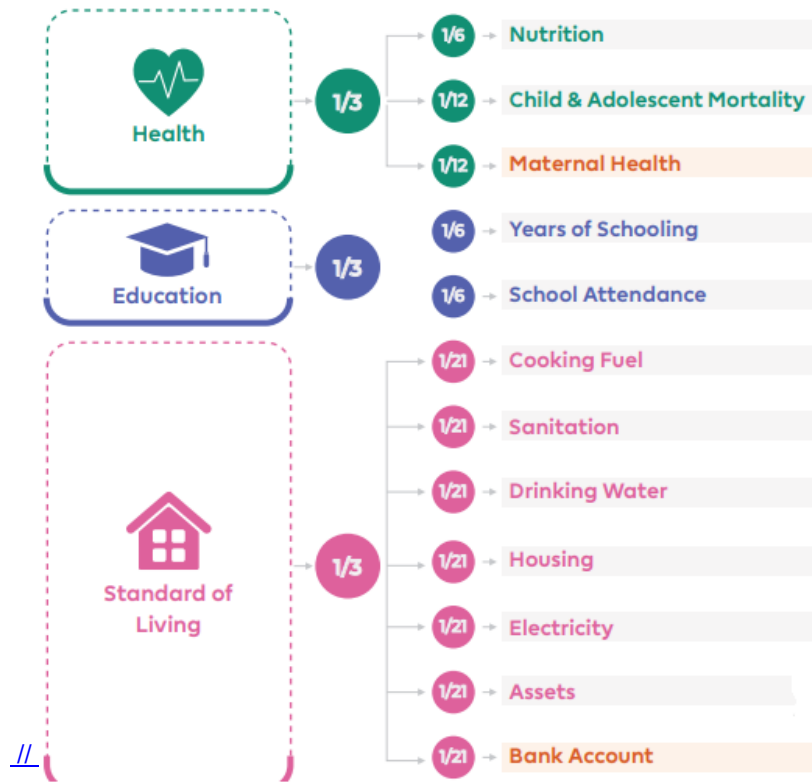 Health
1/3
1/6
Nutrition
1/12
Child & Adolescent Mortality
1/12
Maternal Health
Education
1/3
1/6
Years of Schooling
1/6
School Attendance
Standard of
Living
1/3
1/21
Cooking Fuel
1/21
Sanitation
1/21
Drinking Water
1/21
Housing
1/21
Electricity
1/21
Assets
1/21
Bank Account
//